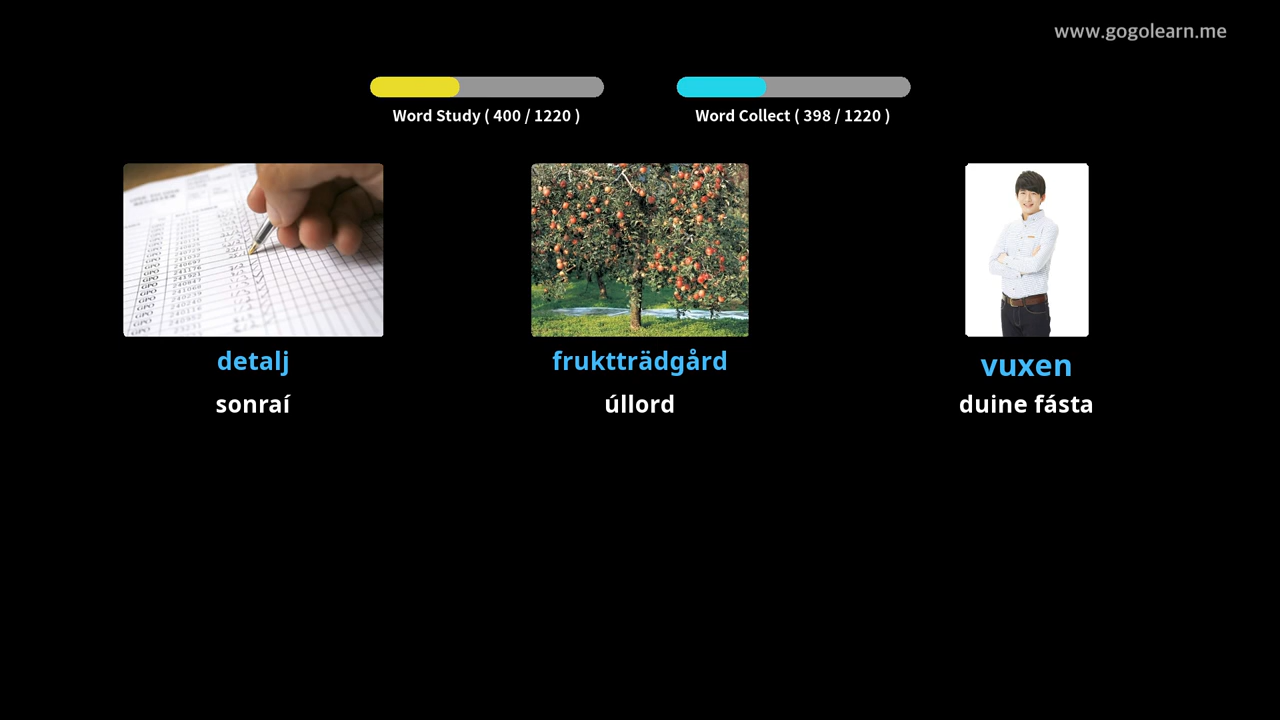 www.gogolearn.me
Word Study ( 400 / 1220 )
Word Collect ( 398 / 1220 )
detalj
fruktträdgård
vuxen
sonraí
úllord
duine fásta